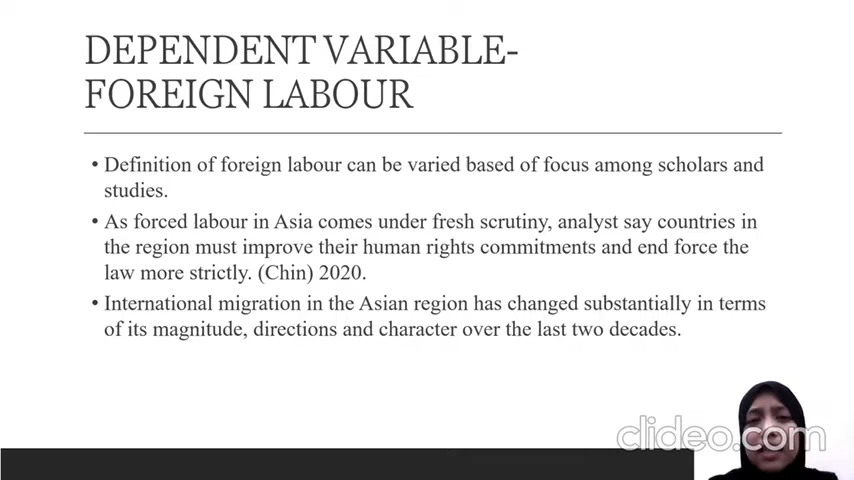 DEPENDENT VARIABLE-
FOREIGN LABOUR
• Definition of foreign labour can be varied based of focus among scholars and
studies.
• As forced labour in Asia comes under fresh scrutiny, analyst say countries in
the region must improve their human rights commitments and end force the
law more strictly. (Chin) 2020.
• International migration in the Asian region has changed substantially in terms
of its magnitude, directions and character over the last two decades.
clideo.com